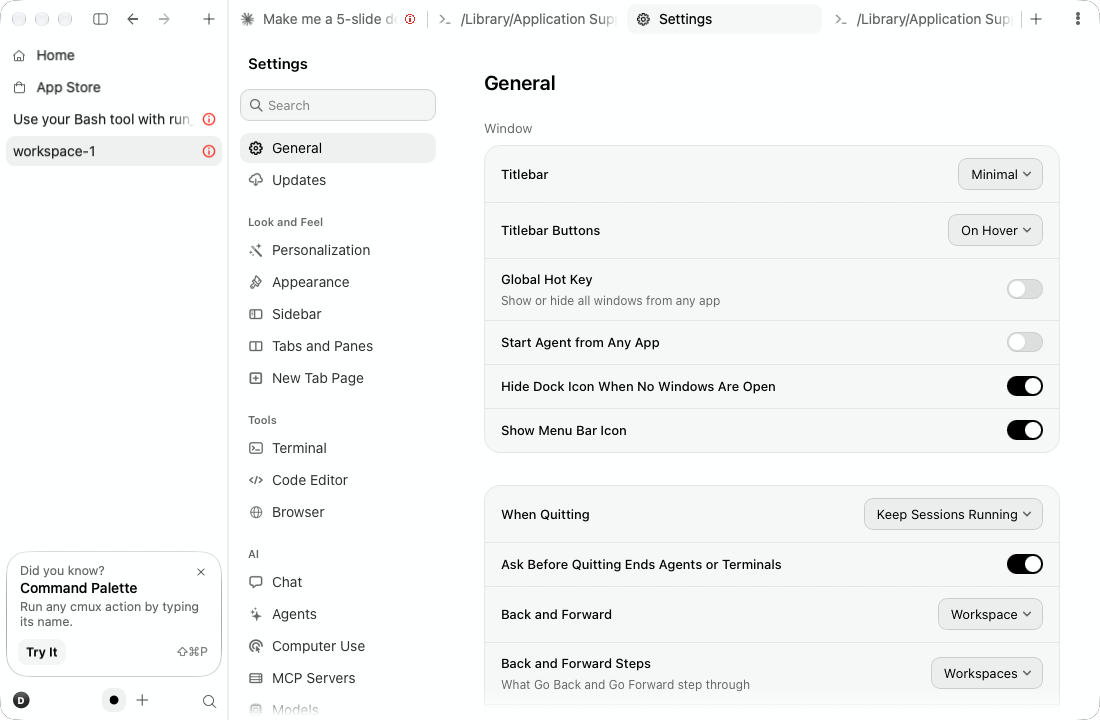 Make me a 5-slide d
/Library/Application Sup
Settings
/Library/Application Sup
Home
App Store
Use your Bash tool with run_
workspace-1
Did you know?
Command Palette
Run any cmux action by typing
its name.
Try It
⇧⌘P
D
Settings
Search
General
Updates
Look and Feel
Personalization
Appearance
Sidebar
Tabs and Panes
New Tab Page
Tools
Terminal
Code Editor
Browser
AI
Chat
Agents
Computer Use
MCP Servers
Models
General
Window
Titlebar
Minimal
Titlebar Buttons
On Hover
Global Hot Key
Show or hide all windows from any app
Start Agent from Any App
Hide Dock Icon When No Windows Are Open
Show Menu Bar Icon
When Quitting
Keep Sessions Running
Ask Before Quitting Ends Agents or Terminals
Back and Forward
Workspace
Back and Forward Steps
What Go Back and Go Forward step through
Workspaces